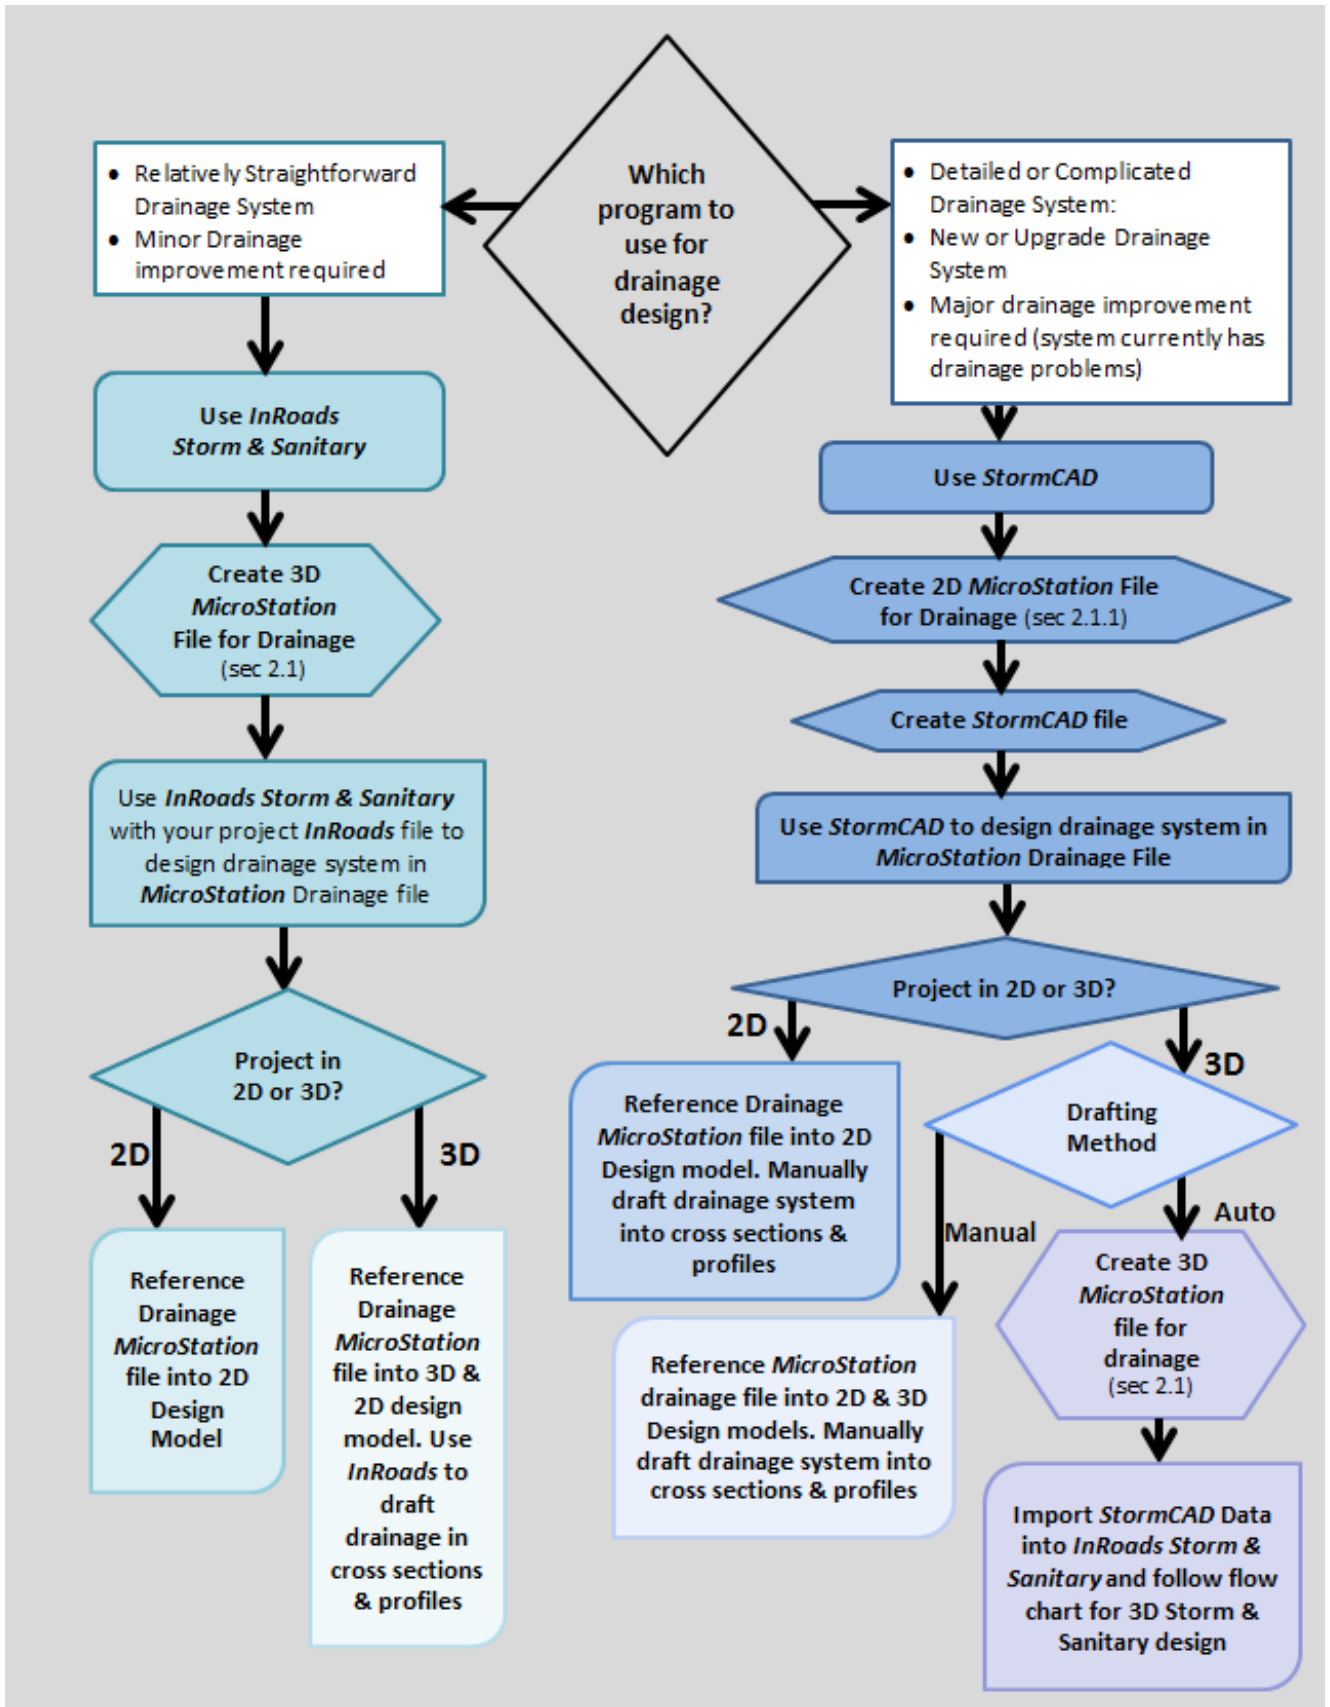 Which
program to
use for
drainage
design?
• Relatively Straightforward
Drainage System
• Minor Drainage
improvement required
Use InRoads
Storm & Sanitary
Create 3D
MicroStation
File for Drainage
(sec 2.1)
Use InRoads Storm & Sanitary
with your project InRoads file to
design drainage system in
MicroStation Drainage file
Project in
2D or 3D?
2D
3D
Reference
Drainage
MicroStation
file into 2D
Design
Model
Reference
Drainage
MicroStation
file into 3D &
2D design
model. Use
InRoads to
draft
drainage in
cross sections
& profiles
• Detailed or Complicated
Drainage System:
• New or Upgrade Drainage
System
• Major drainage improvement
required (system currently has
drainage problems)
Use StormCAD
Create 2D MicroStation File
for Drainage (sec 2.1.1)
Create StormCAD file
Use StormCAD to design drainage system in
MicroStation Drainage File
Project in 2D or 3D?
2D
3D
Reference Drainage
MicroStation file into 2D
Design model. Manually
draft drainage system
into cross sections &
profiles
Drafting
Method
Manual
Auto
Reference MicroStation
drainage file into 2D & 3D
Design models. Manually
draft drainage system into
cross sections & profiles
Create 3D
MicroStation
file for
drainage
(sec 2.1)
Import StormCAD Data
into InRoads Storm &
Sanitary and follow flow
chart for 3D Storm &
Sanitary design